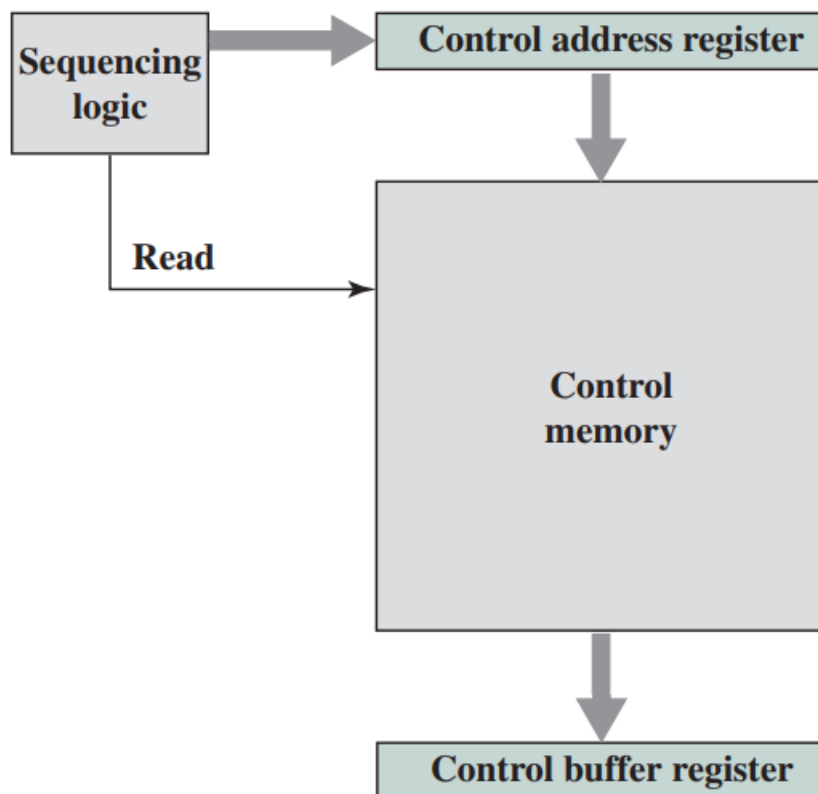 Sequencing
logic
Control address register
Read
Control
memory
Control buffer register